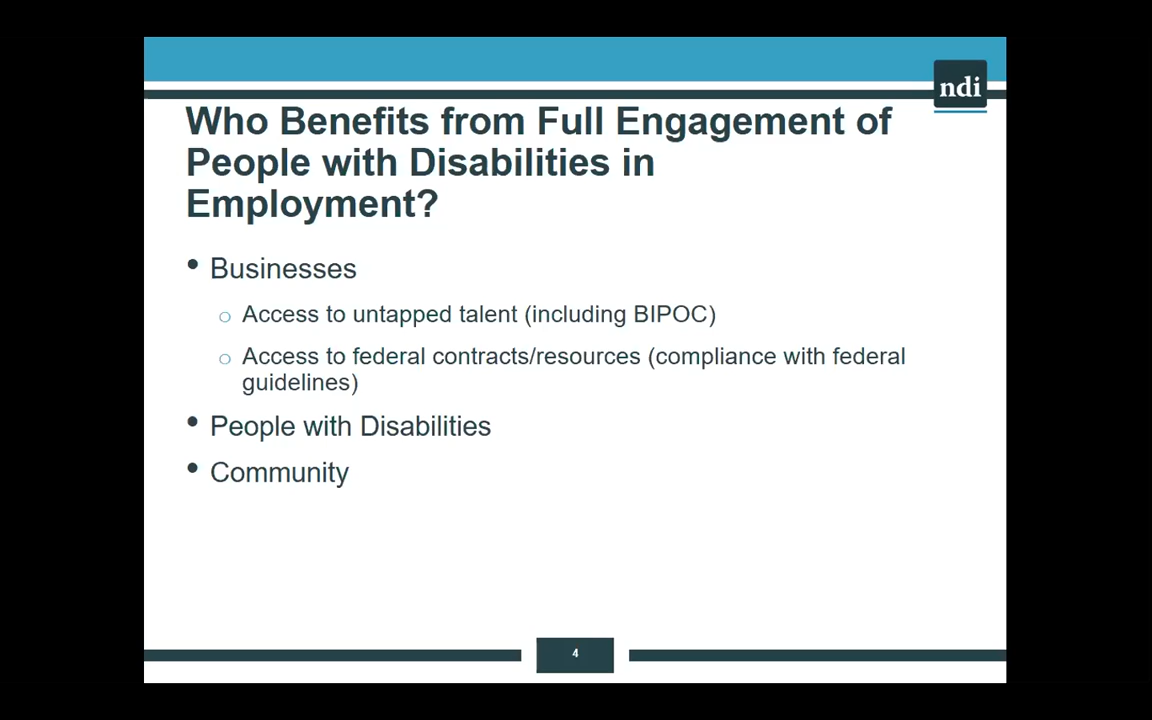 ndi
Who Benefits from Full Engagement of
People with Disabilities in
Employment?
• Businesses
○ Access to untapped talent (including BIPOC)
○ Access to federal contracts/resources (compliance with federal
guidelines)
• People with Disabilities
• Community
4